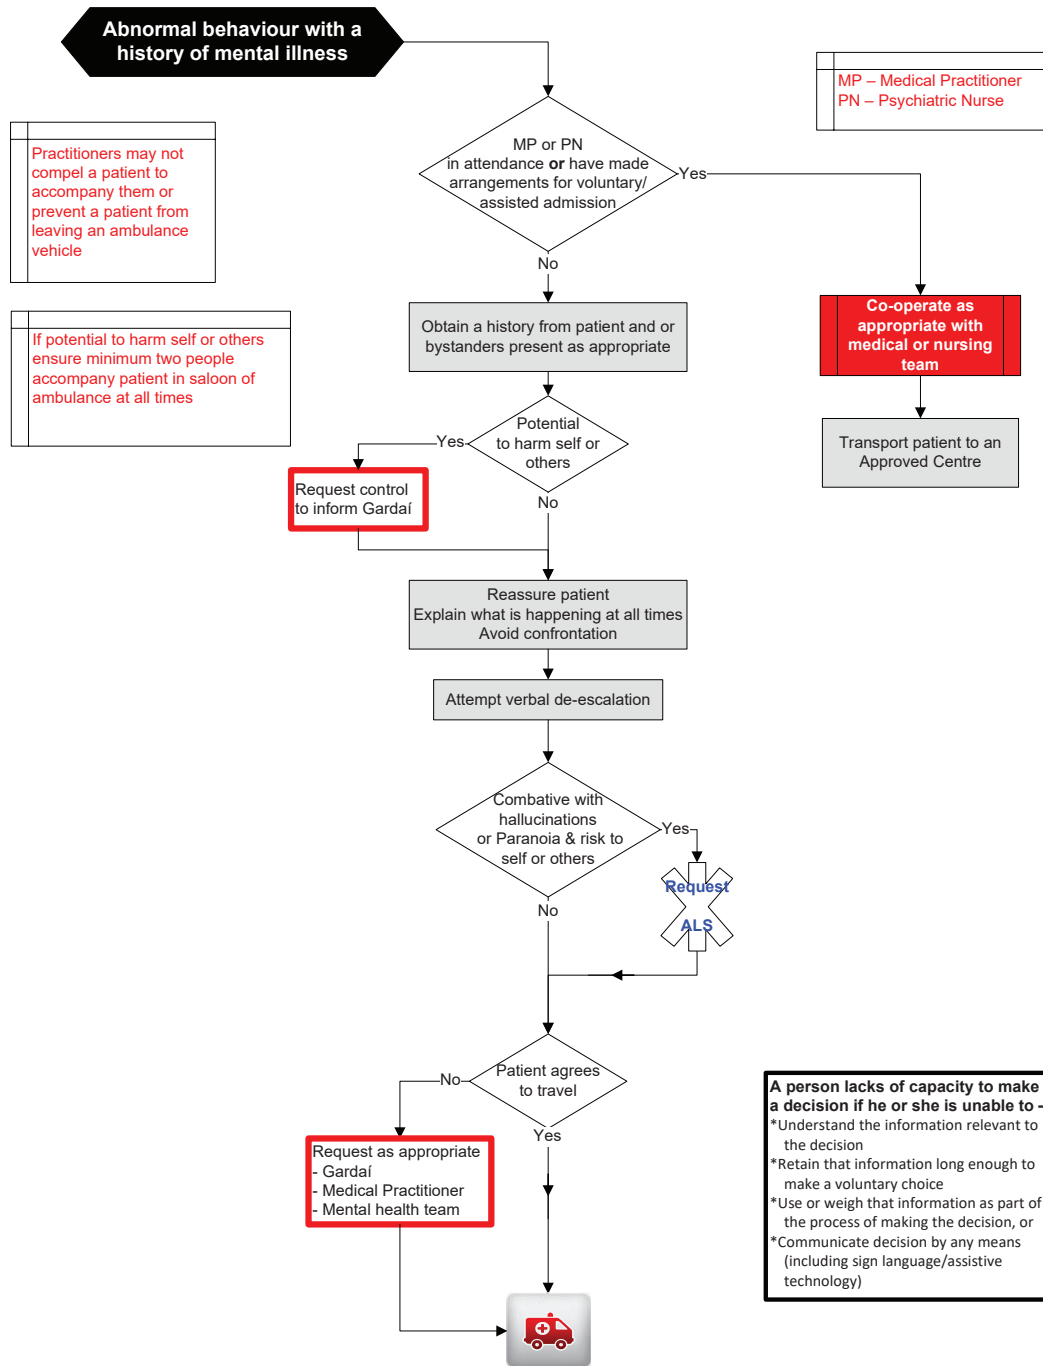 Abnormal behaviour with a
history of mental illness
MP – Medical Practitioner
PN – Psychiatric Nurse
Practitioners may not
compel a patient to
accompany them or
prevent a patient from
leaving an ambulance
vehicle
MP or PN
in attendance or have made
arrangements for voluntary/
assisted admission
Yes
No
If potential to harm self or others
ensure minimum two people
accompany patient in saloon of
ambulance at all times
Obtain a history from patient and or
bystanders present as appropriate
Co-operate as
appropriate with
medical or nursing
team
Transport patient to an
Approved Centre
Potential
to harm self or
others
Yes
No
Request control
to inform Gardaí
Reassure patient
Explain what is happening at all times
Avoid confrontation
Attempt verbal de-escalation
Combative with
hallucinations
or Paranoia & risk to
self or others
Yes
No
Request
ALS
Patient agrees
to travel
No
Yes
Request as appropriate
- Gardaí
- Medical Practitioner
- Mental health team
A person lacks of capacity to make
a decision if he or she is unable to -
*Understand the information relevant to
the decision
*Retain that information long enough to
make a voluntary choice
*Use or weigh that information as part of
the process of making the decision, or
*Communicate decision by any means
(including sign language/assistive
technology)